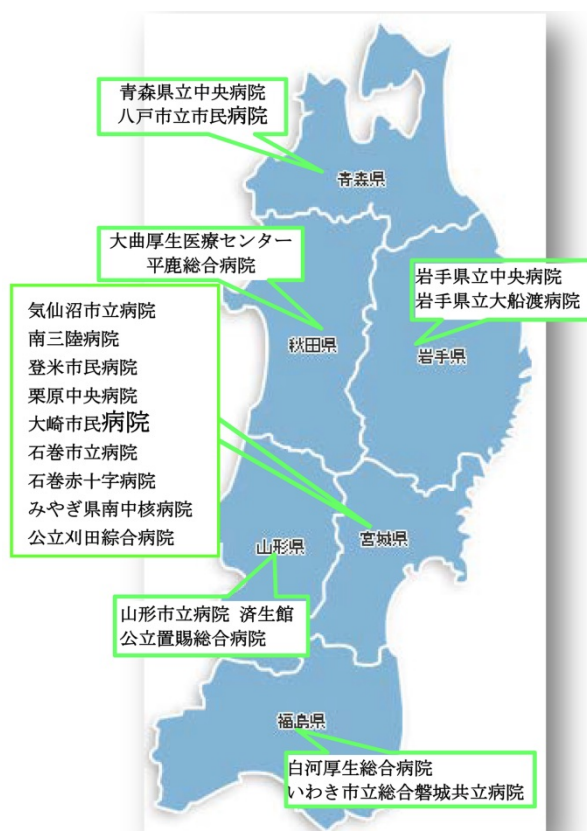 青森県立中央病院
八戸市立市民病院
青森県
大曲厚生医療センター
平鹿総合病院
秋田県
岩手県立中央病院
岩手県立大船渡病院
岩手県
気仙沼市立病院
南三陸病院
登米市民病院
栗原中央病院
大崎市民病院
石巻市立病院
石巻赤十字病院
みやぎ県南中核病院
公立刈田綜合病院
山形県
宮城県
山形市立病院 済生館
公立置賜総合病院
福島県
白河厚生総合病院
いわき市立総合磐城共立病院